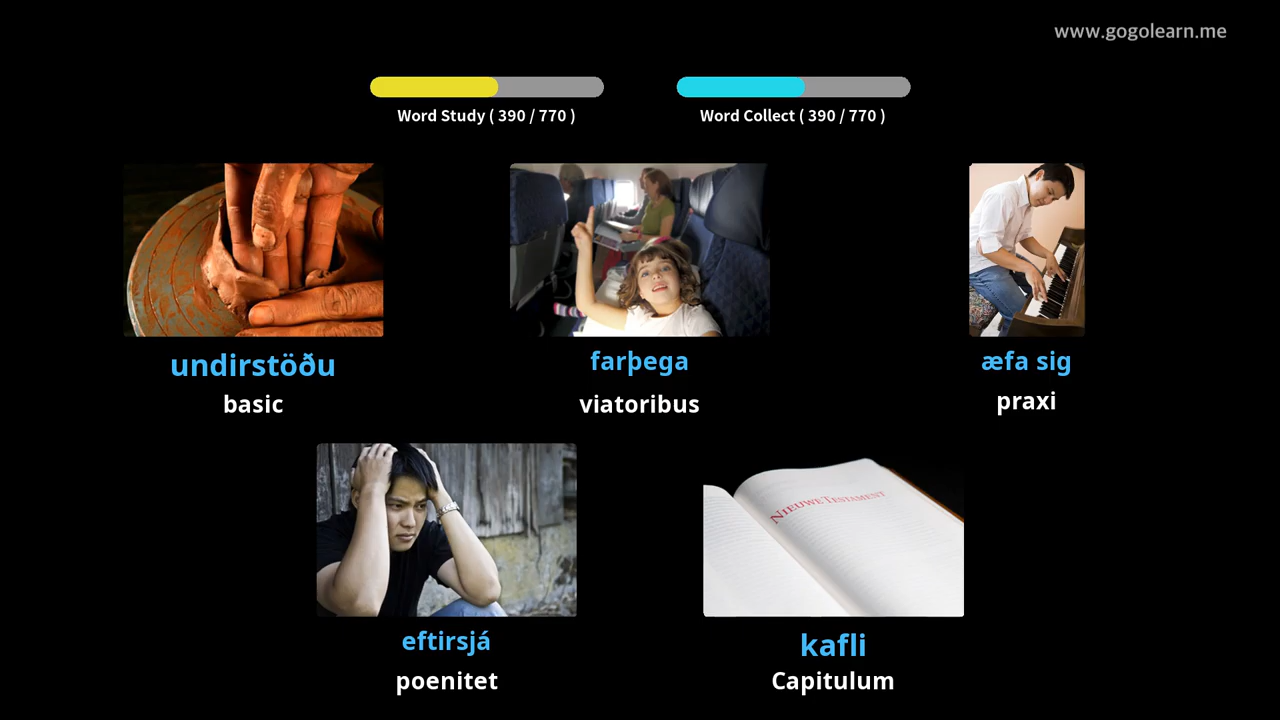 www.gogolearn.me
Word Study ( 390 / 770 )
Word Collect ( 390 / 770 )
undirstöðu
basic
farþega
viatoribus
æfa sig
praxi
eftirsjá
poenitet
NIEUWE TESTAMENT
kafli
Capitulum